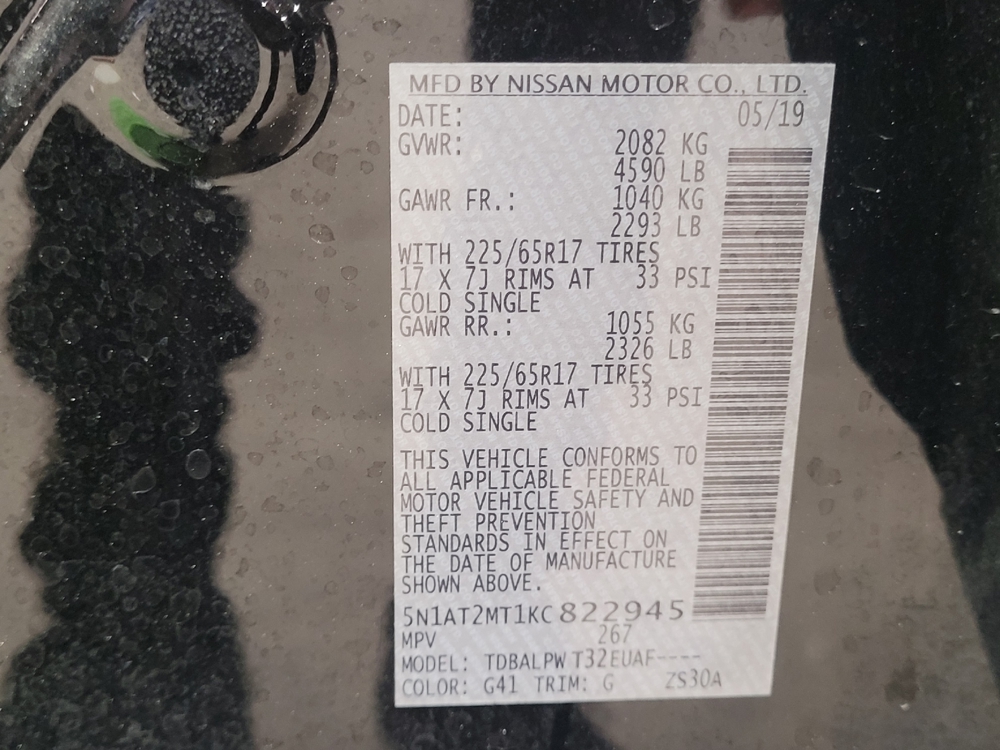 MFD BY NISSAN MOTOR CO., LTD.
DATE: 05/19
GVWR: 2082 KG
4590 LB
GAWR FR.: 1040 KG
2293 LB
WITH 225/65R17 TIRES
17 X 7J RIMS AT 33 PSI
COLD SINGLE
GAWR RR.: 1055 KG
2326 LB
WITH 225/65R17 TIRES
17 X 7J RIMS AT 33 PSI
COLD SINGLE
THIS VEHICLE CONFORMS TO
ALL APPLICABLE FEDERAL
MOTOR VEHICLE SAFETY AND
THEFT PREVENTION
STANDARDS IN EFFECT ON
THE DATE OF MANUFACTURE
SHOWN ABOVE.
5N1AT2MT1KC822945
MPV 267
MODEL: TDBALPWT32EUAF----
COLOR: G41 TRIM: G ZS30A